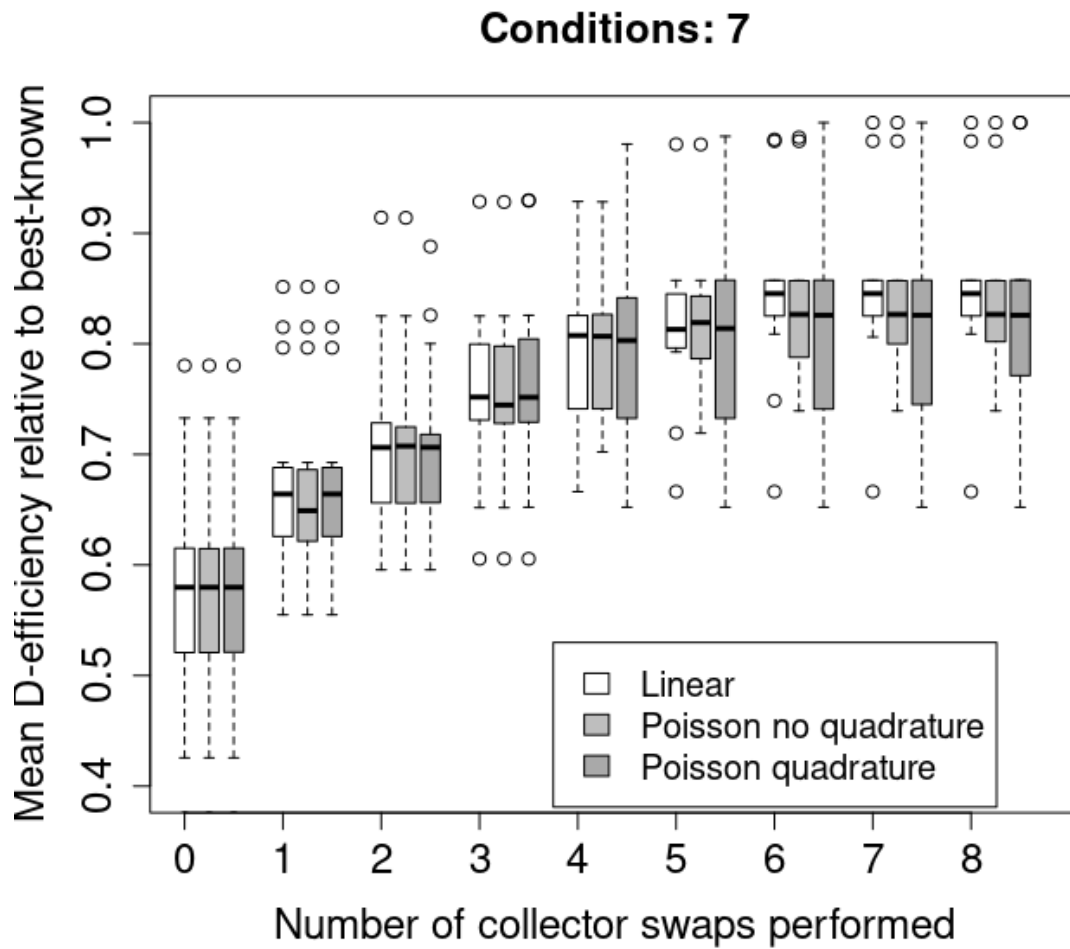 Conditions: 7
Mean D-efficiency relative to best-known
1.0
0.9
0.8
0.7
0.6
0.5
0.4
Linear
Poisson no quadrature
Poisson quadrature
0 1 2 3 4 5 6 7 8
Number of collector swaps performed